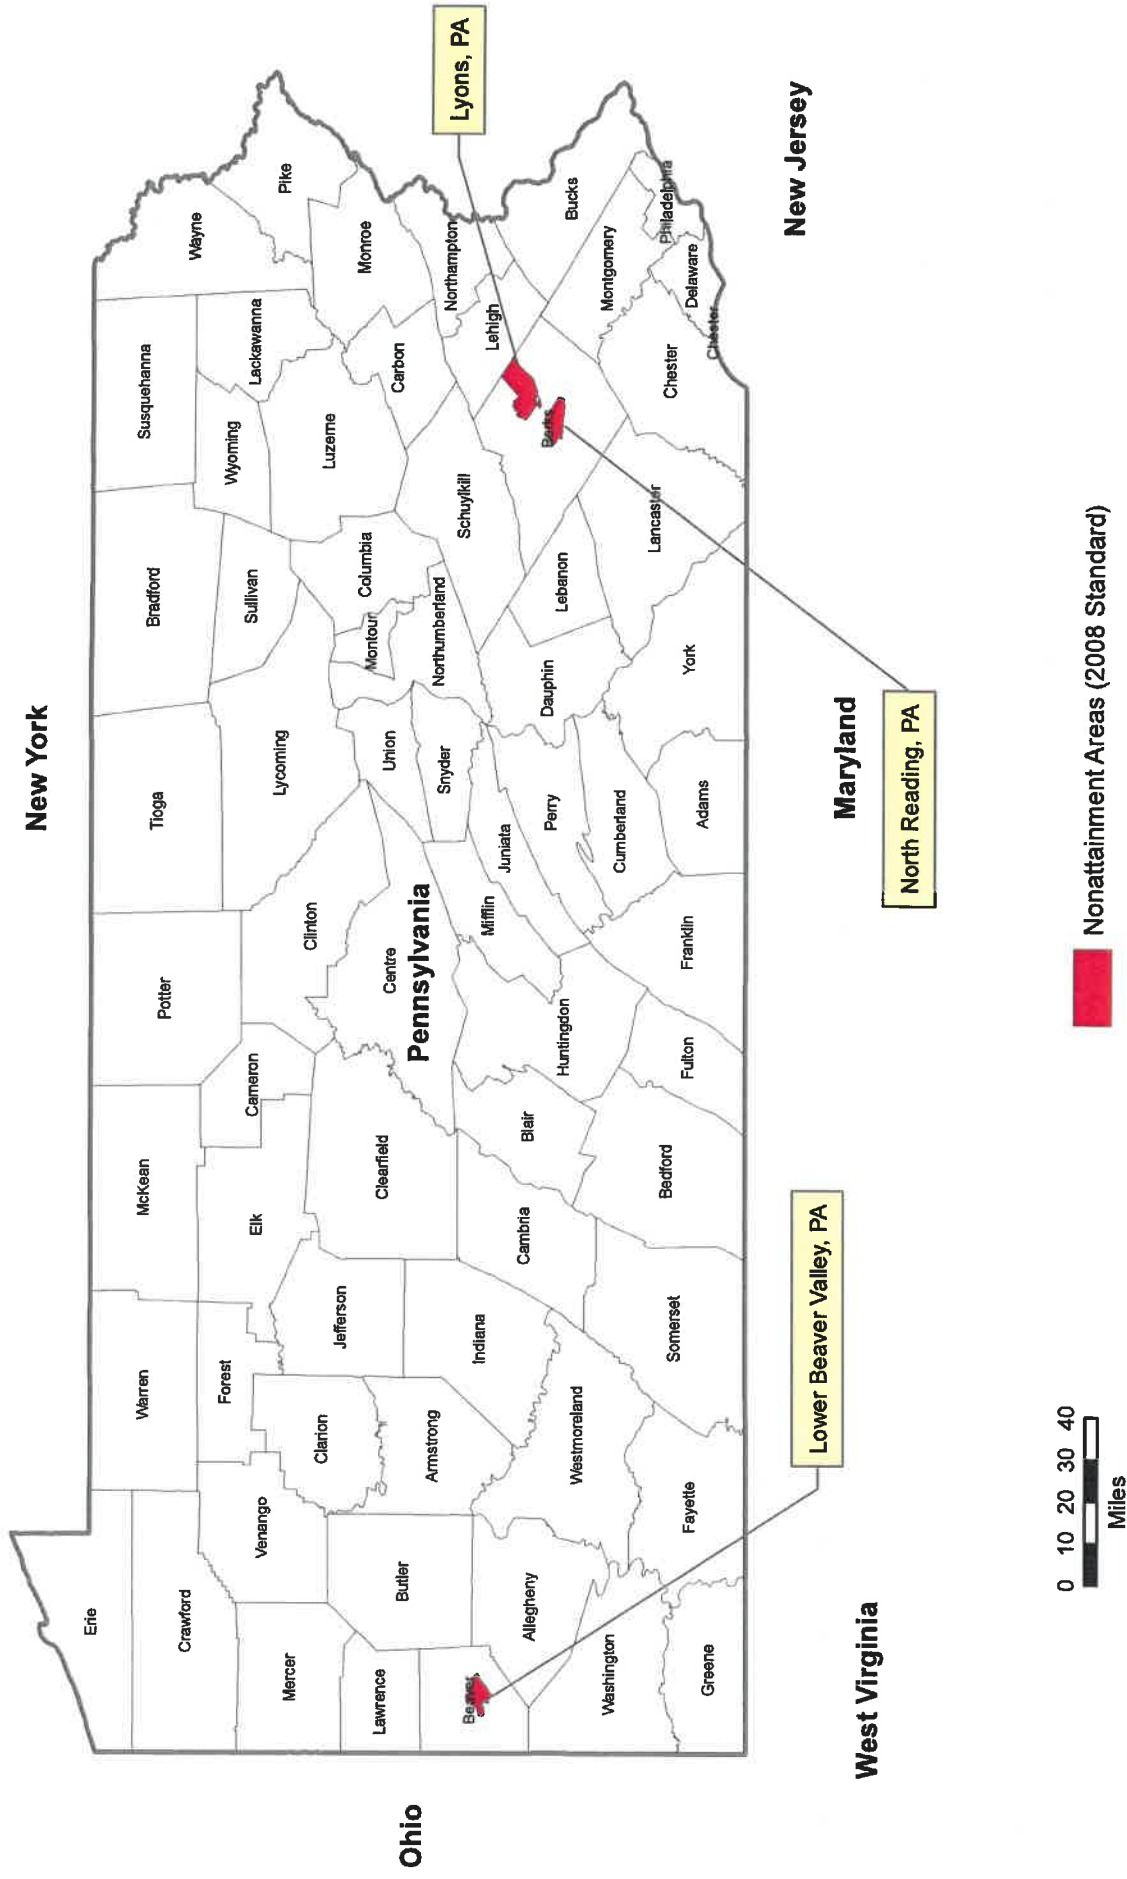 New York
Ohio
Pennsylvania
New Jersey
Maryland
West Virginia
Erie
Crawford
Warren
McKean
Potter
Tioga
Bradford
Susquehanna
Wayne
Pike
Forest
Elk
Cameron
Sullivan
Wyoming
Lackawanna
Mercer
Venango
Clarion
Jefferson
Clearfield
Clinton
Lycoming
Luzerne
Monroe
Lawrence
Butler
Armstrong
Centre
Union
Montour
Columbia
Carbon
Beaver
Indiana
Snyder
Northumberland
Schuylkill
Northampton
Lehigh
Allegheny
Westmoreland
Cambria
Blair
Huntingdon
Mifflin
Juniata
Perry
Dauphin
Lebanon
Berks
Bucks
Washington
Cumberland
Lancaster
Montgomery
Philadelphia
Greene
Fayette
Somerset
Bedford
Fulton
Franklin
Adams
York
Chester
Delaware
Chester
Lyons, PA
North Reading, PA
Lower Beaver Valley, PA
0 10 20 30 40
Miles
Nonattainment Areas (2008 Standard)